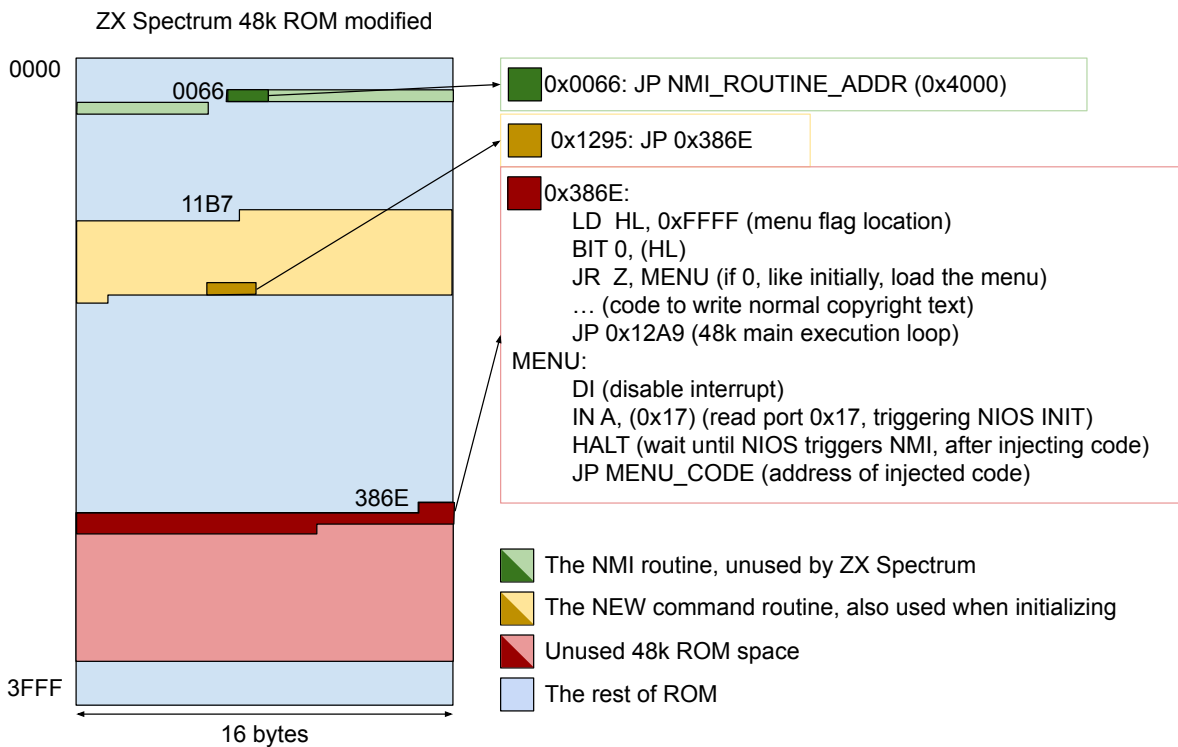 ZX Spectrum 48k ROM modified
0000
0066
11B7
386E
3FFF
16 bytes
0x0066: JP NMI_ROUTINE_ADDR (0x4000)
0x1295: JP 0x386E
0x386E:
LD HL, 0xFFFF (menu flag location)
BIT 0, (HL)
JR Z, MENU (if 0, like initially, load the menu)
… (code to write normal copyright text)
JP 0x12A9 (48k main execution loop)
MENU:
DI (disable interrupt)
IN A, (0x17) (read port 0x17, triggering NIOS INIT)
HALT (wait until NIOS triggers NMI, after injecting code)
JP MENU_CODE (address of injected code)
The NMI routine, unused by ZX Spectrum
The NEW command routine, also used when initializing
Unused 48k ROM space
The rest of ROM